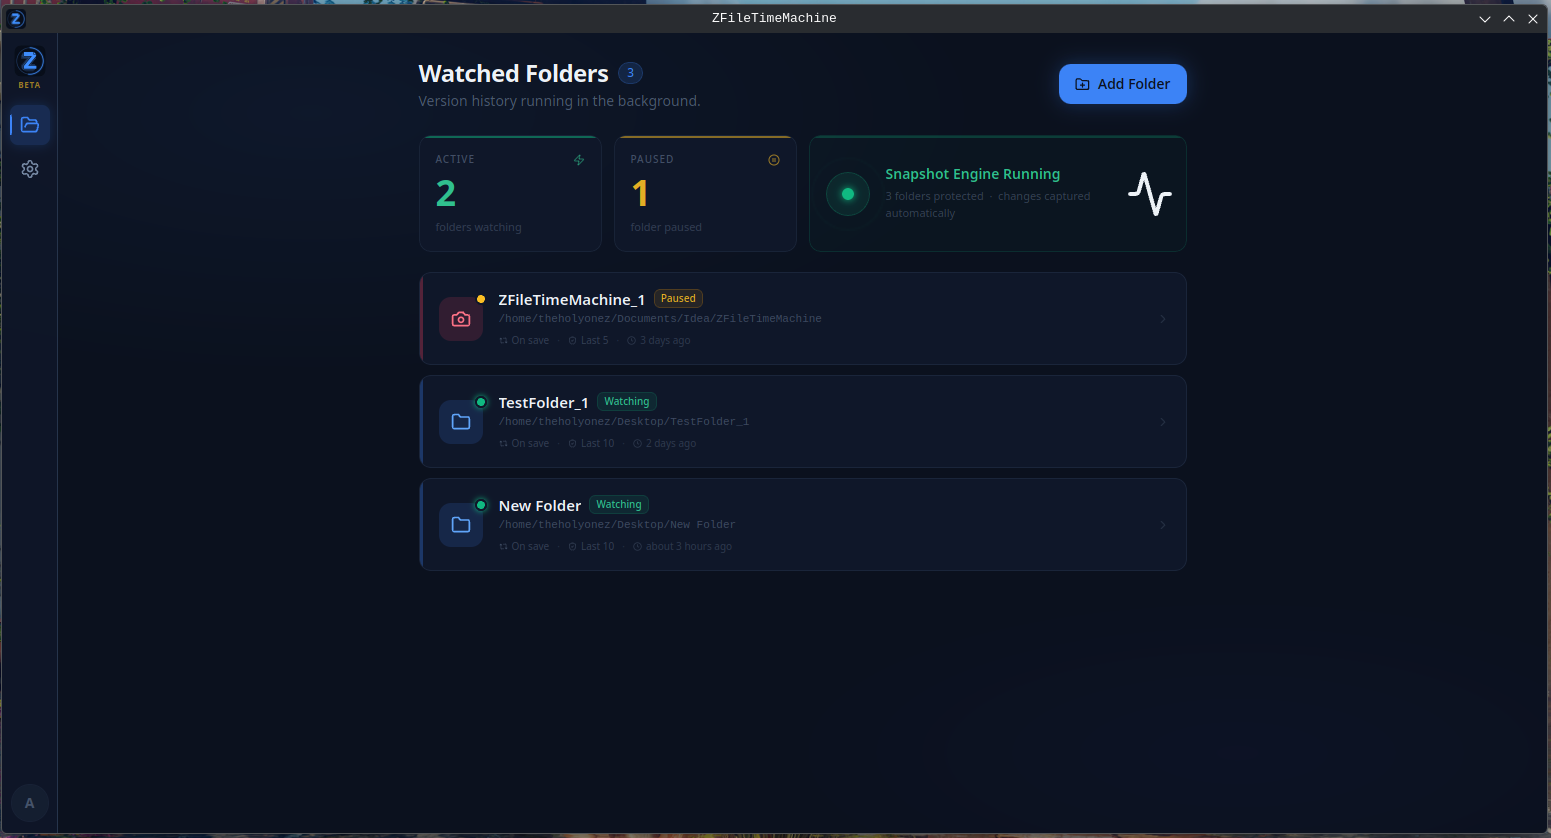 ZFileTimeMachine
Z
Z
BETA
Watched Folders 3
Version history running in the background.
Add Folder
ACTIVE
2
folders watching
PAUSED
1
folder paused
Snapshot Engine Running
3 folders protected · changes captured
automatically
ZFileTimeMachine_1 Paused
/home/theholyonez/Documents/Idea/ZFileTimeMachine
On save · Last 5 · 3 days ago
TestFolder_1 Watching
/home/theholyonez/Desktop/TestFolder_1
On save · Last 10 · 2 days ago
New Folder Watching
/home/theholyonez/Desktop/New Folder
On save · Last 10 · about 3 hours ago
A